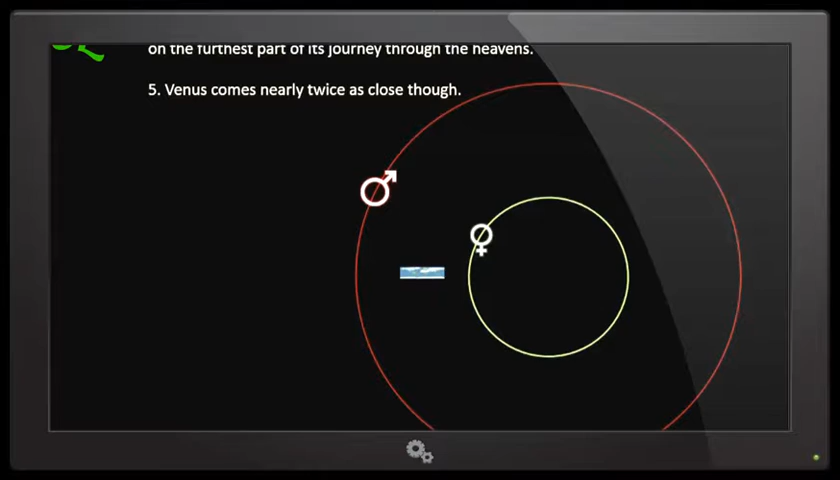 on the furthest part of its journey through the heavens.
5. Venus comes nearly twice as close though.